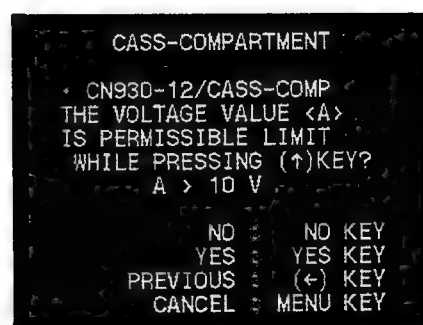 CASS-COMPARTMENT
CN930-12/CASS-COMP
THE VOLTAGE VALUE <A>
IS PERMISSIBLE LIMIT
WHILE PRESSING (↑)KEY?
A > 10 V
NO : NO KEY
YES : YES KEY
PREVIOUS : (←) KEY
CANCEL : MENU KEY